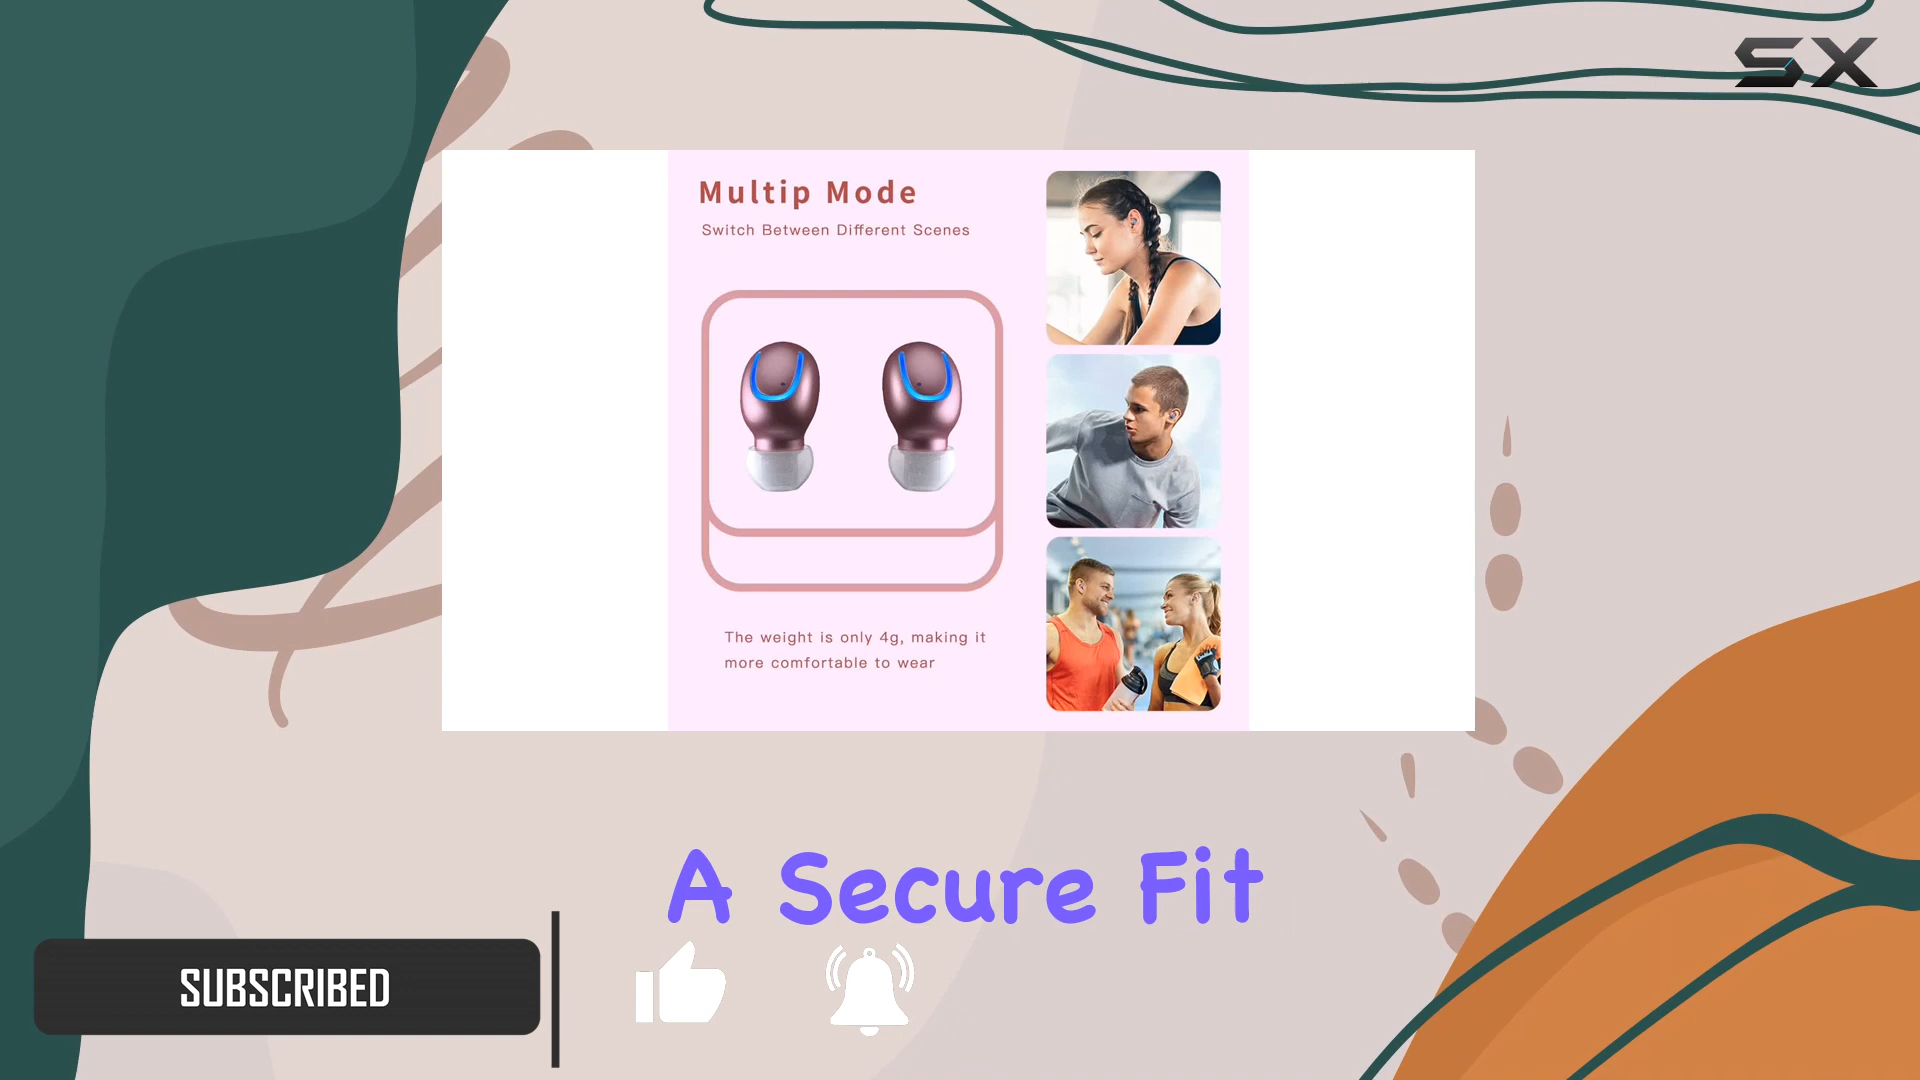 SX
Multip Mode
Switch Between Different Scenes
The weight is only 4g, making it
more comfortable to wear
A Secure Fit
SUBSCRIBED